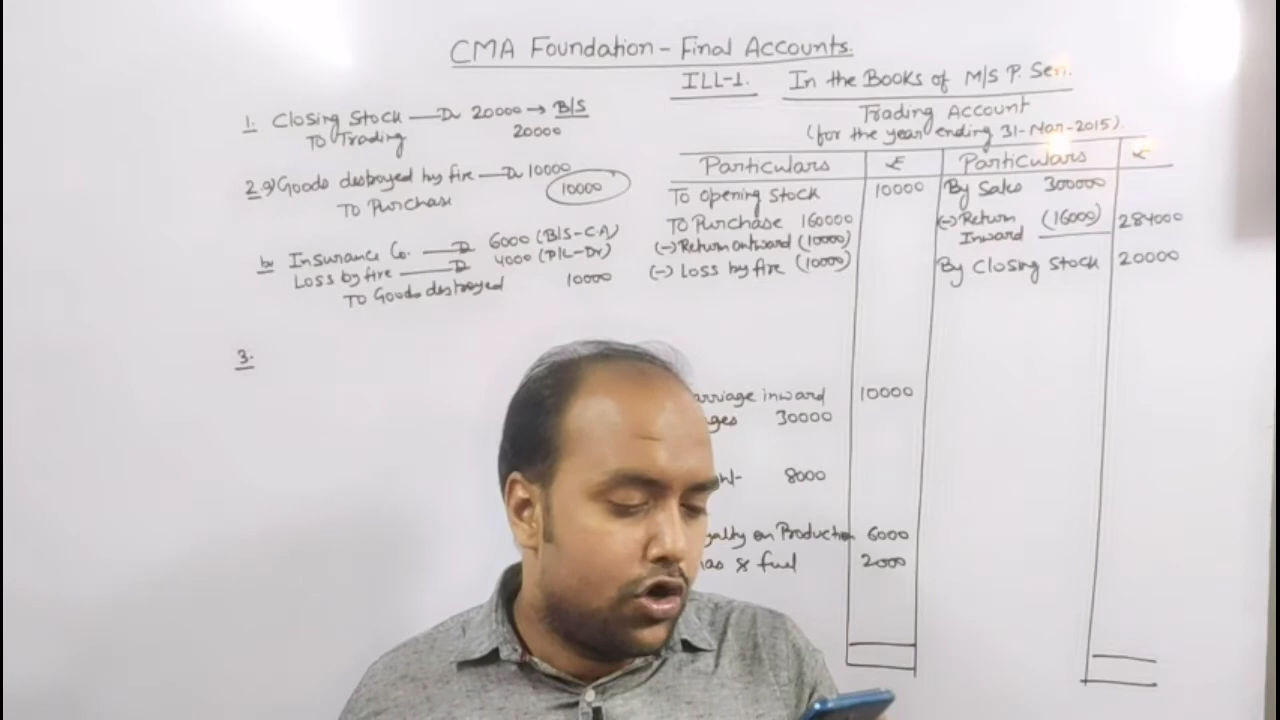 CMA Foundation - Final Accounts.
ILL-1. In the Books of M/S P. Sen.
Trading Account
(for the year ending 31-Mar-2015).
1. Closing Stock — Dr 20000 → B/S
To Trading 20000
2. a) Goods destroyed by fire — Dr 10000
To Purchase 10000
b Insurance Co. — Dr 6000 (B/S-CA)
Loss by fire — Dr 4000 (P/L-Dr)
To Goods destroyed 10000
3.
Particulars ₹ Particulars ₹
To opening stock 10000 By Sales 300000
To Purchase 160000 (-) Return (16000) 284000
(-) Return outward (10000) Inward
(-) Loss by fire (10000) By Closing Stock 20000
arriage inward 10000
ges 30000
8000
yalty on Production 6000
as & fuel 2000